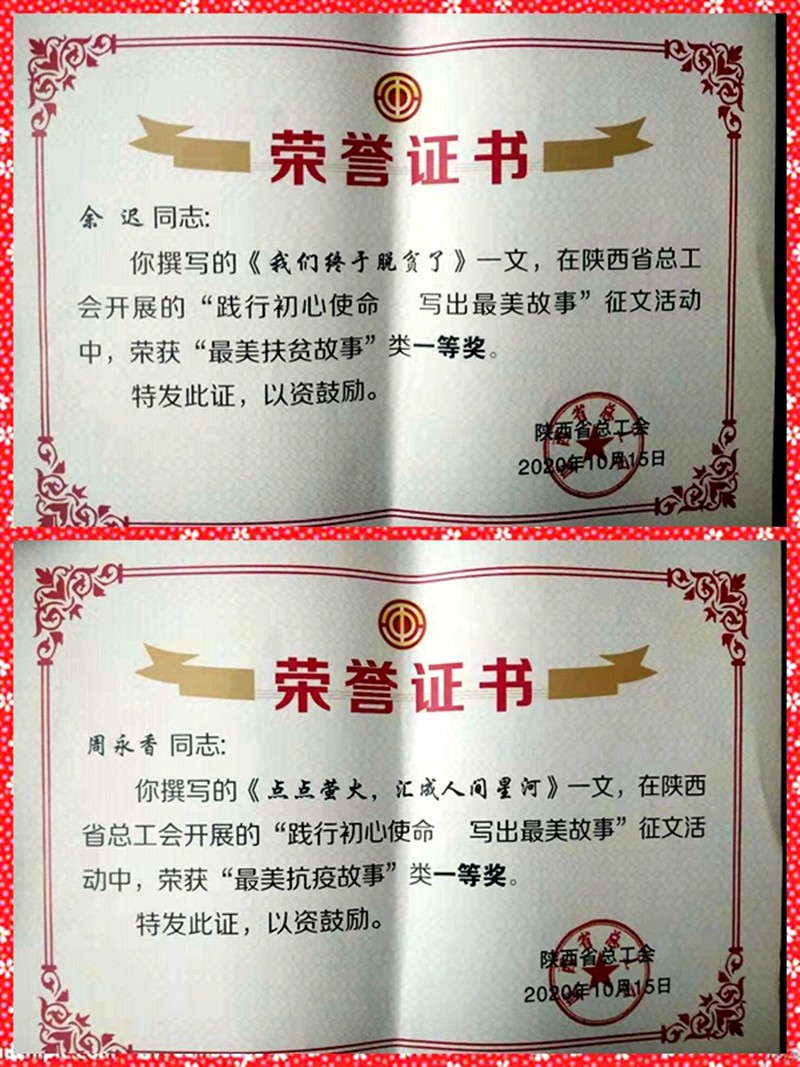 荣誉证书
余 迟 同志：
你撰写的《我们终于脱贫了》一文，在陕西省总工
会开展的“践行初心使命 写出最美故事”征文活动
中，荣获“最美扶贫故事”类一等奖。
特发此证，以资鼓励。
陕西省总工会
2020年10月15日
荣誉证书
周永香 同志：
你撰写的《点点萤火，汇成人间星河》一文，在陕西
省总工会开展的“践行初心使命 写出最美故事”征文活
动中，荣获“最美抗疫故事”类一等奖。
特发此证，以资鼓励。
陕西省总工会
2020年10月15日